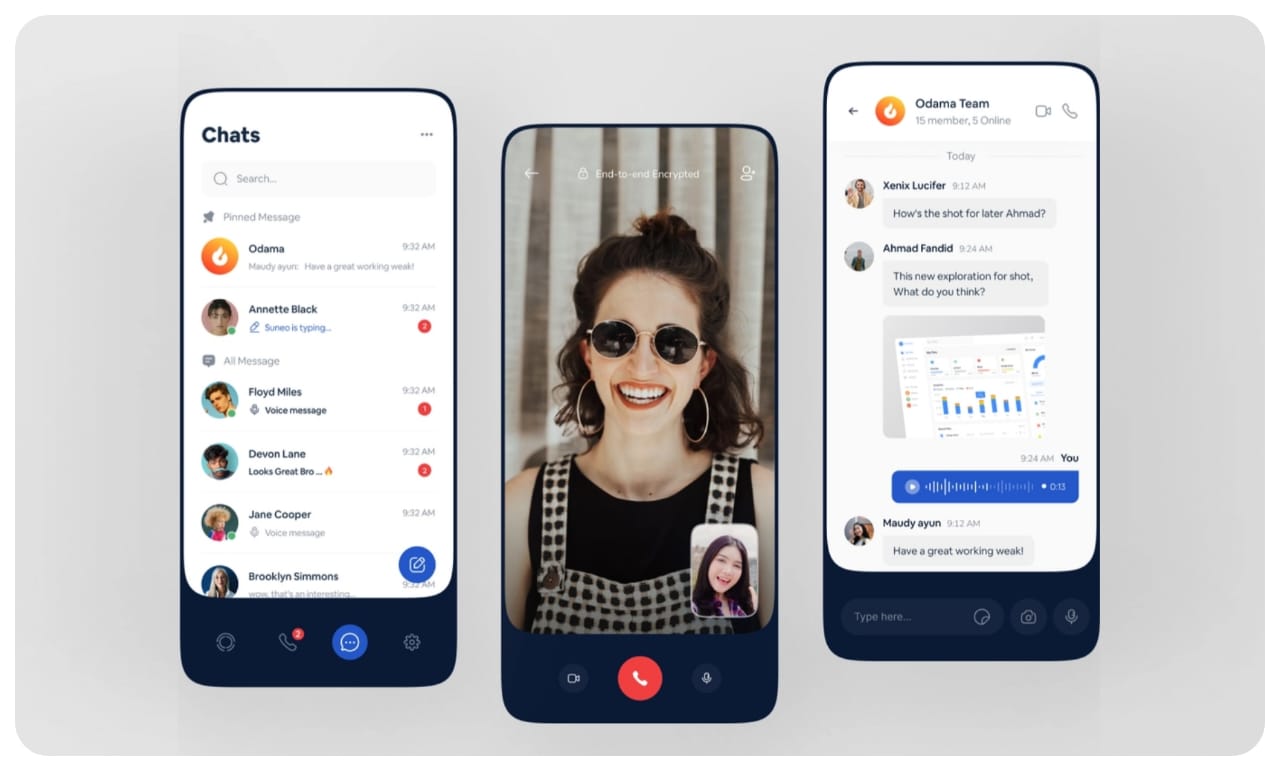 Chats
Search...
Pinned Message
Odama
9:32 AM
Maudy ayun: Have a great working weak!
Annette Black
9:32 AM
Suneo is typing...
2
All Message
Floyd Miles
9:32 AM
Voice message
1
Devon Lane
9:32 AM
Looks Great Bro ... 🔥
2
Jane Cooper
9:32 AM
Voice message
Brooklyn Simmons
9:32 AM
wow, that's an interesting...
2
End-to-end Encrypted
Odama Team
15 member, 5 Online
Today
Xenix Lucifer 9:12 AM
How's the shot for later Ahmad?
Ahmad Fandid 9:24 AM
This new exploration for shot,
What do you think?
9:24 AM You
0:13
Maudy ayun 9:12 AM
Have a great working weak!
Type here...